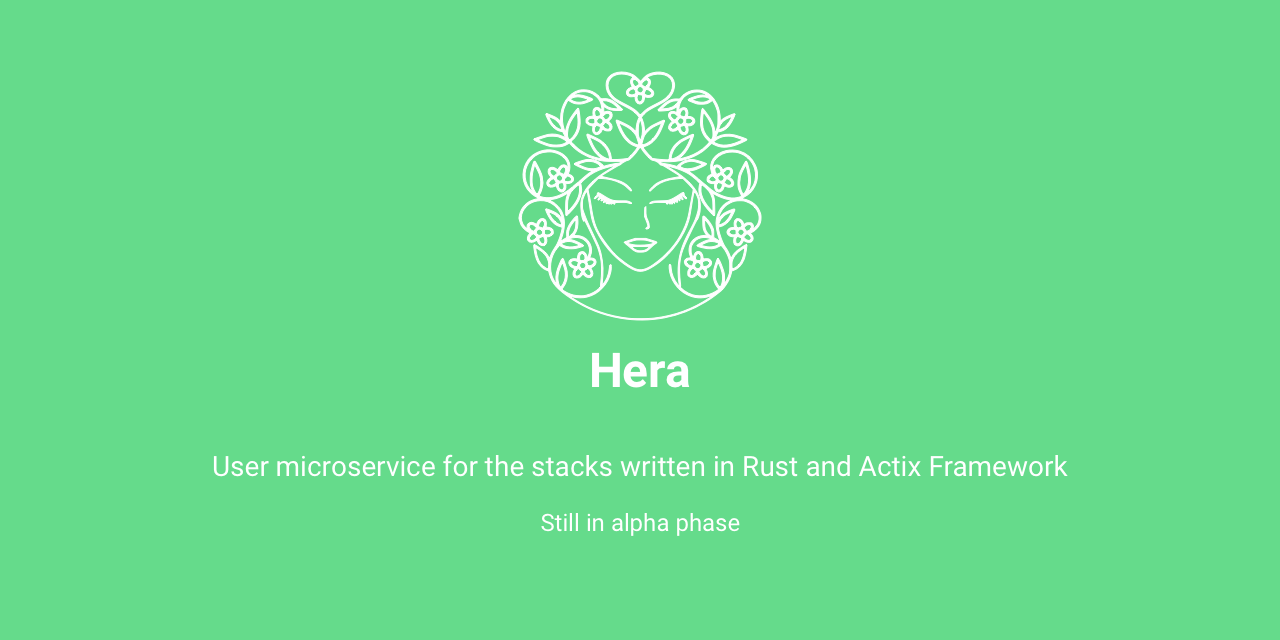 Hera
User microservice for the stacks written in Rust and Actix Framework
Still in alpha phase